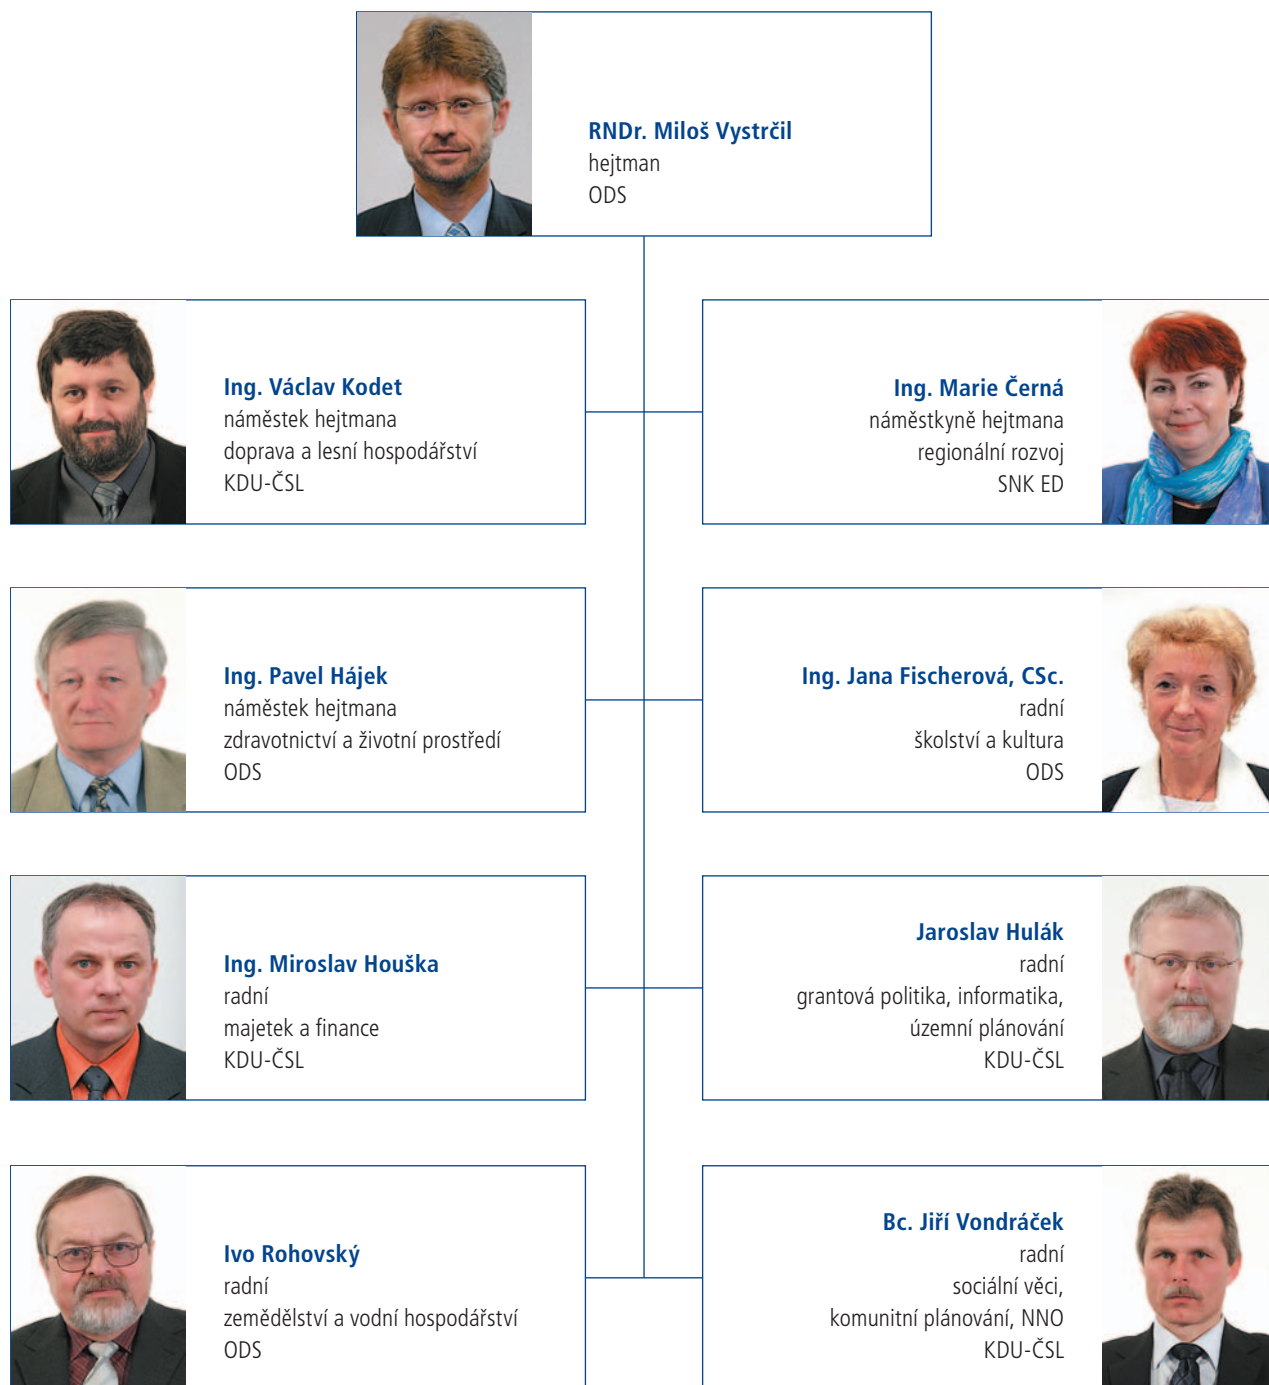 RNDr. Miloš Vystrčil
hejtman
ODS
Ing. Václav Kodet
náměstek hejtmana
doprava a lesní hospodářství
KDU-ČSL
Ing. Marie Černá
náměstkyně hejtmana
regionální rozvoj
SNK ED
Ing. Pavel Hájek
náměstek hejtmana
zdravotnictví a životní prostředí
ODS
Ing. Jana Fischerová, CSc.
radní
školství a kultura
ODS
Ing. Miroslav Houška
radní
majetek a finance
KDU-ČSL
Jaroslav Hulák
radní
grantová politika, informatika,
územní plánování
KDU-ČSL
Ivo Rohovský
radní
zemědělství a vodní hospodářství
ODS
Bc. Jiří Vondráček
radní
sociální věci,
komunitní plánování, NNO
KDU-ČSL